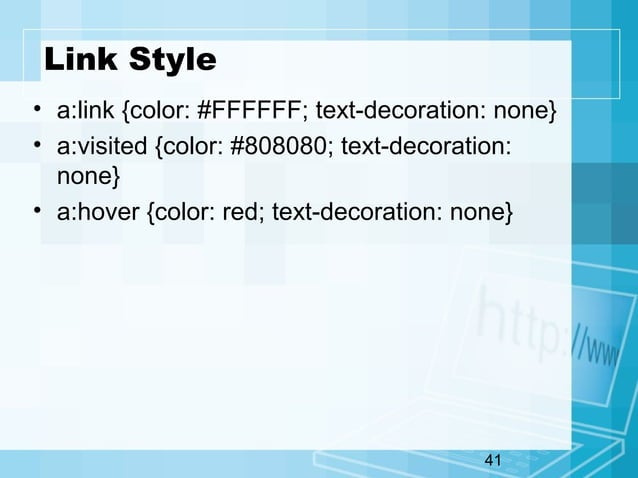 Link Style
• a:link {color: #FFFFFF; text-decoration: none}
• a:visited {color: #808080; text-decoration:
none}
• a:hover {color: red; text-decoration: none}
http://www
41